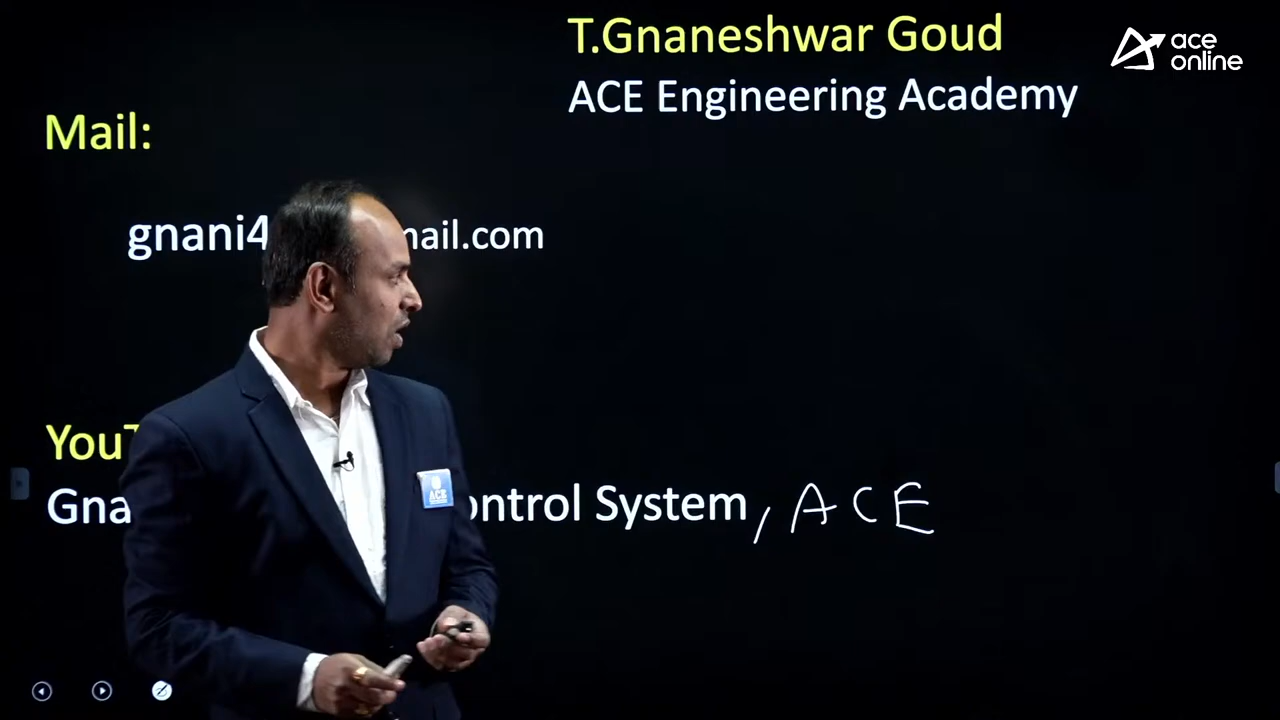 T.Gnaneshwar Goud
ace
online
ACE Engineering Academy
Mail:
gnani4
mail.com
YouT
Gna
ontrol System, ACE
ACE